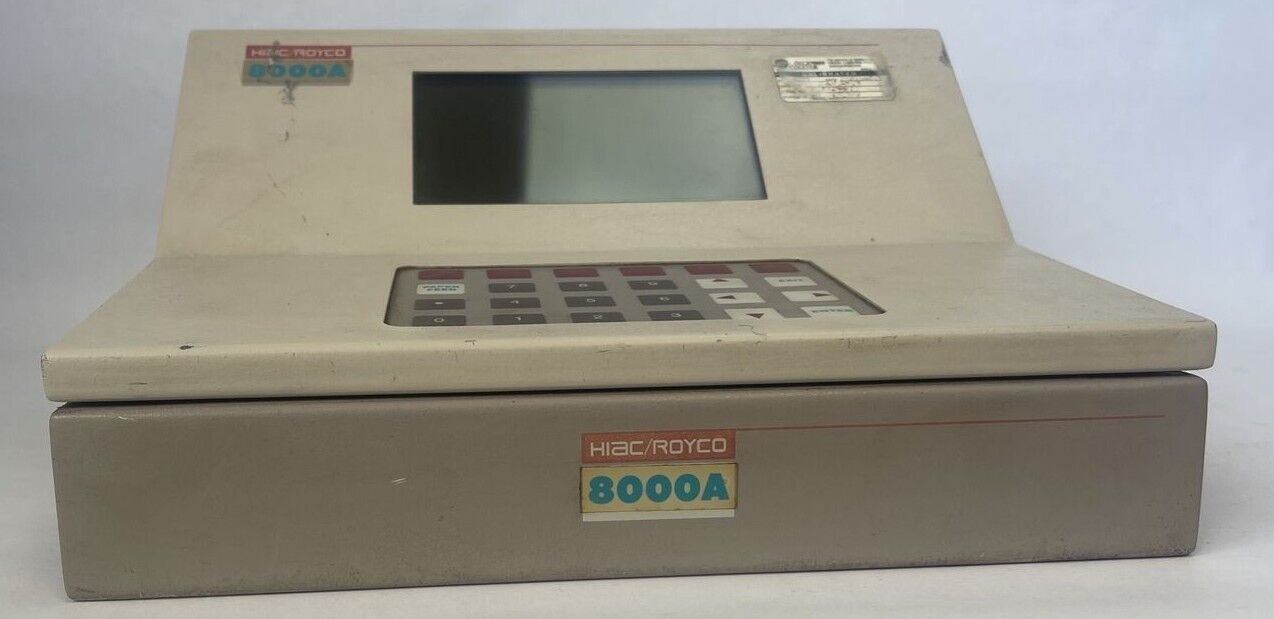 HIAC/ROYCO
8000A
CALIBRATED
PAPER FEED
7
8
9
EXIT
4
5
6
0
1
2
3
ENTER
HIAC/ROYCO
8000A